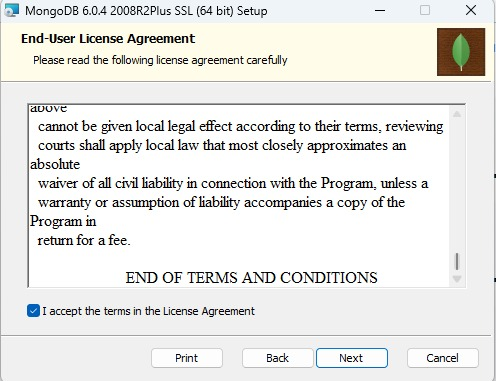 MongoDB 6.0.4 2008R2Plus SSL (64 bit) Setup
End-User License Agreement
Please read the following license agreement carefully
above
cannot be given local legal effect according to their terms, reviewing
courts shall apply local law that most closely approximates an
absolute
waiver of all civil liability in connection with the Program, unless a
warranty or assumption of liability accompanies a copy of the
Program in
return for a fee.
END OF TERMS AND CONDITIONS
I accept the terms in the License Agreement
Print
Back
Next
Cancel